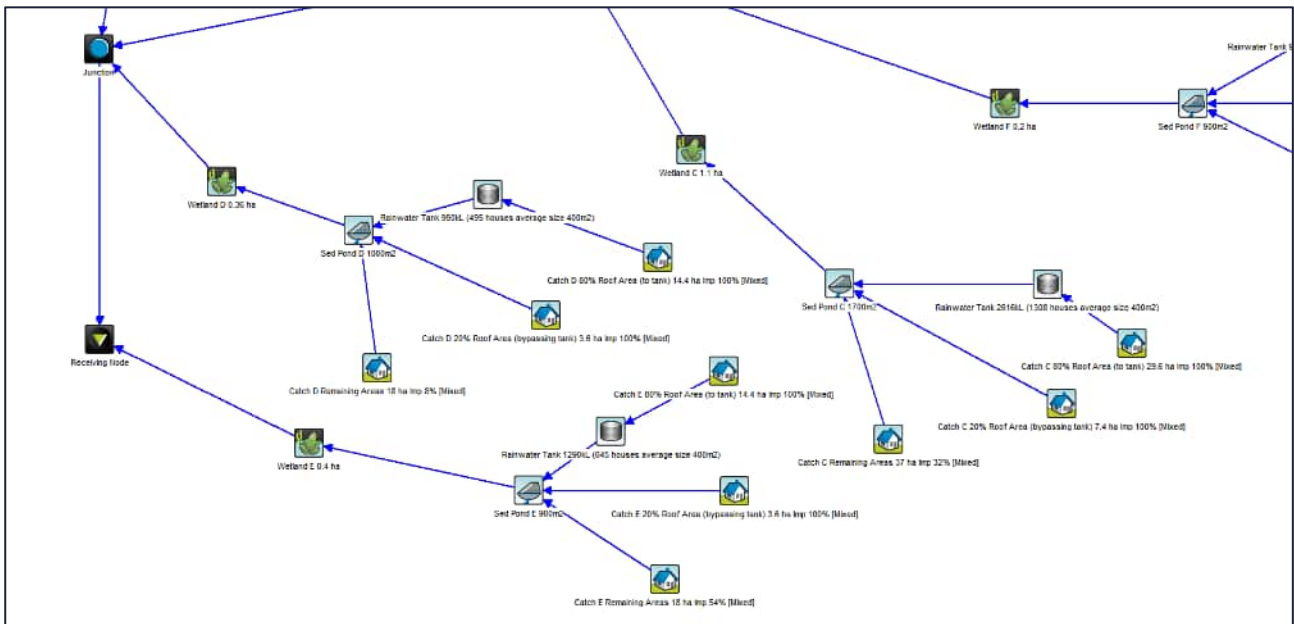 Rainwater Tank
Junction
Wetland F 0.2 ha
Sed Pond F 900m2
Wetland C 1.1 ha
Wetland D 0.36 ha
Rainwater Tank 990kL (495 houses average size 400m2)
Sed Pond D 1000m2
Catch D 80% Roof Area (to tank) 14.4 ha Imp 100% [Mixed]
Sed Pond C 1700m2
Rainwater Tank 2616kL (1308 houses average size 400m2)
Catch D 20% Roof Area (bypassing tank) 3.6 ha Imp 100% [Mixed]
Receiving Node
Catch C 80% Roof Area (to tank) 29.6 ha Imp 100% [Mixed]
Catch D Remaining Areas 18 ha Imp 8% [Mixed]
Catch E 80% Roof Area (to tank) 14.4 ha Imp 100% [Mixed]
Catch C 20% Roof Area (bypassing tank) 7.4 ha Imp 100% [Mixed]
Rainwater Tank 1290kL (645 houses average size 400m2)
Catch C Remaining Areas 37 ha Imp 32% [Mixed]
Wetland E 0.4 ha
Sed Pond E 900m2
Catch E 20% Roof Area (bypassing tank) 3.6 ha Imp 100% [Mixed]
Catch E Remaining Areas 18 ha Imp 54% [Mixed]